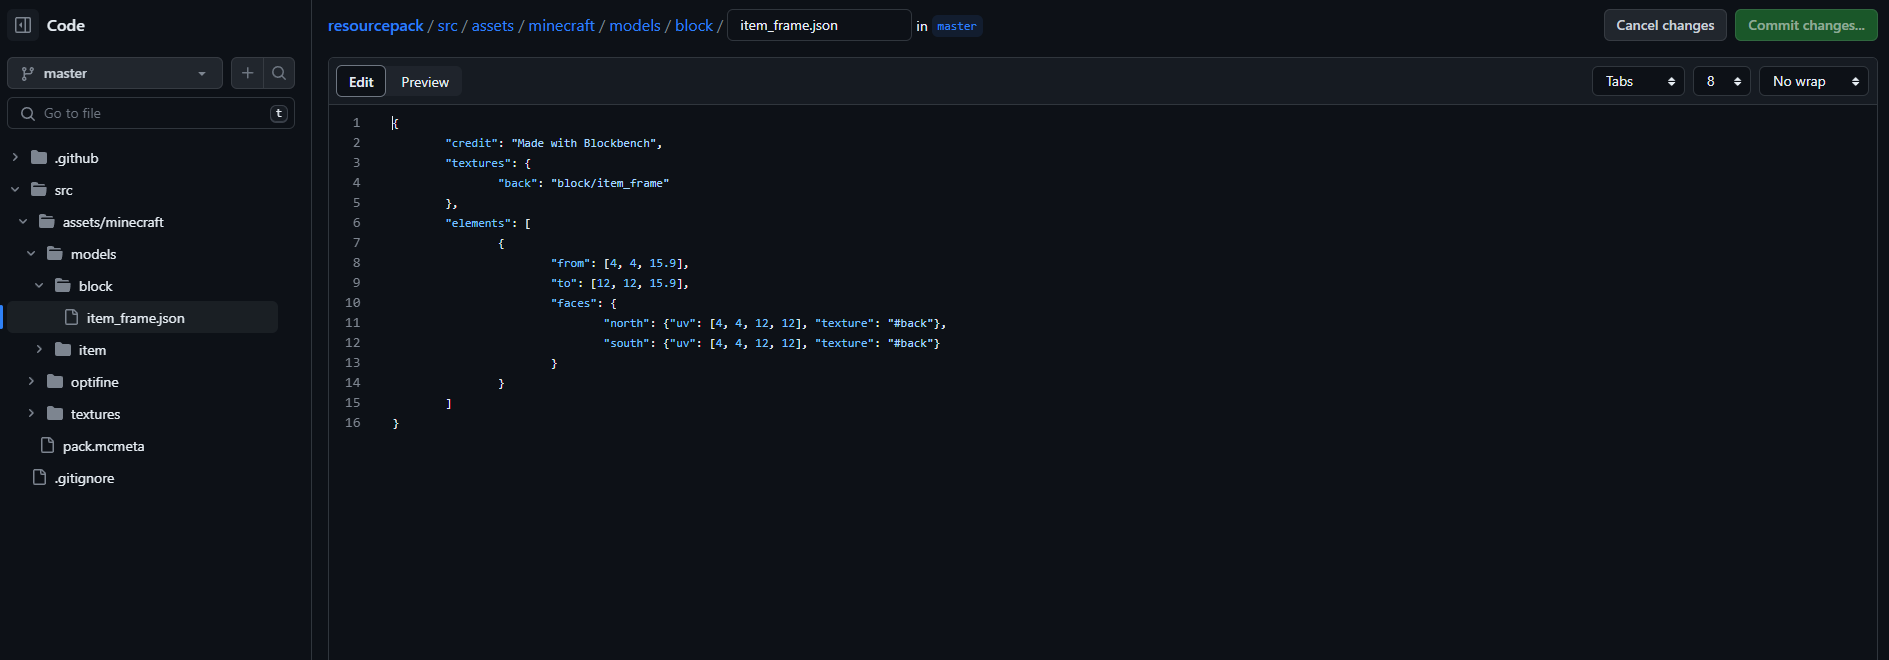 Code
master
Go to file
t
.github
src
assets/minecraft
models
block
item_frame.json
item
optifine
textures
pack.mcmeta
.gitignore
resourcepack / src / assets / minecraft / models / block / item_frame.json in master
Cancel changes
Commit changes...
Edit
Preview
Tabs
8
No wrap
1 {
2 "credit": "Made with Blockbench",
3 "textures": {
4 "back": "block/item_frame"
5 },
6 "elements": [
7 {
8 "from": [4, 4, 15.9],
9 "to": [12, 12, 15.9],
10 "faces": {
11 "north": {"uv": [4, 4, 12, 12], "texture": "#back"},
12 "south": {"uv": [4, 4, 12, 12], "texture": "#back"}
13 }
14 }
15 ]
16 }